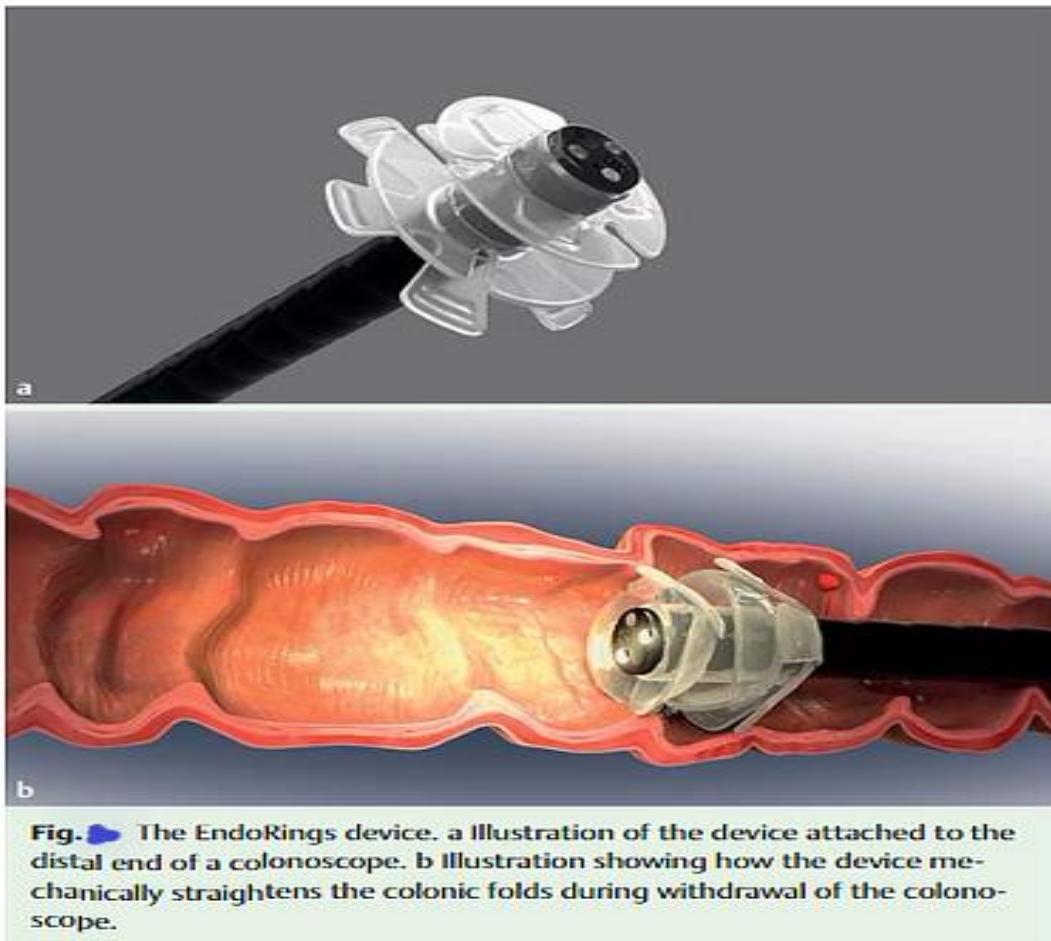 a
b
Fig. The EndoRings device. a Illustration of the device attached to the
distal end of a colonoscope. b Illustration showing how the device me-
chanically straightens the colonic folds during withdrawal of the colono-
scope.